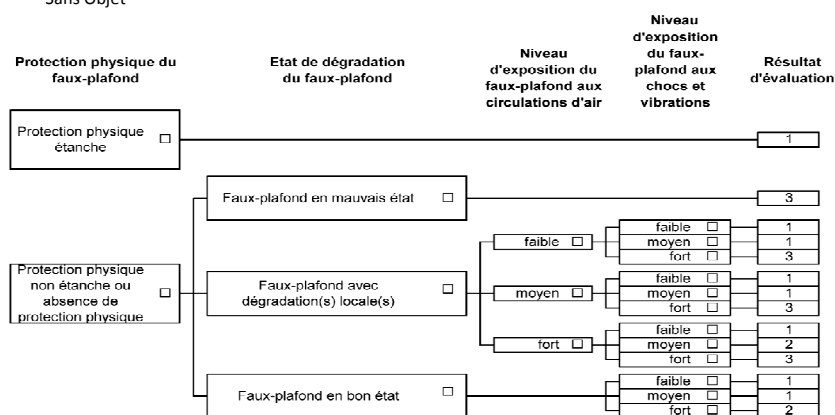 Sans Objet
Protection physique du
faux-plafond
Etat de dégradation
du faux-plafond
Niveau
d'exposition du
faux-plafond aux
circulations d'air
Niveau
d'exposition
du faux-
plafond aux
chocs et
vibrations
Résultat
d'évaluation
Protection physique
étanche
1
Faux-plafond en mauvais état
3
Protection physique
non étanche ou
absence de
protection physique
Faux-plafond avec
dégradation(s) locale(s)
faible
faible
1
moyen
1
fort
3
moyen
faible
1
moyen
1
fort
3
fort
faible
1
moyen
2
fort
3
Faux-plafond en bon état
faible
1
moyen
1
fort
2